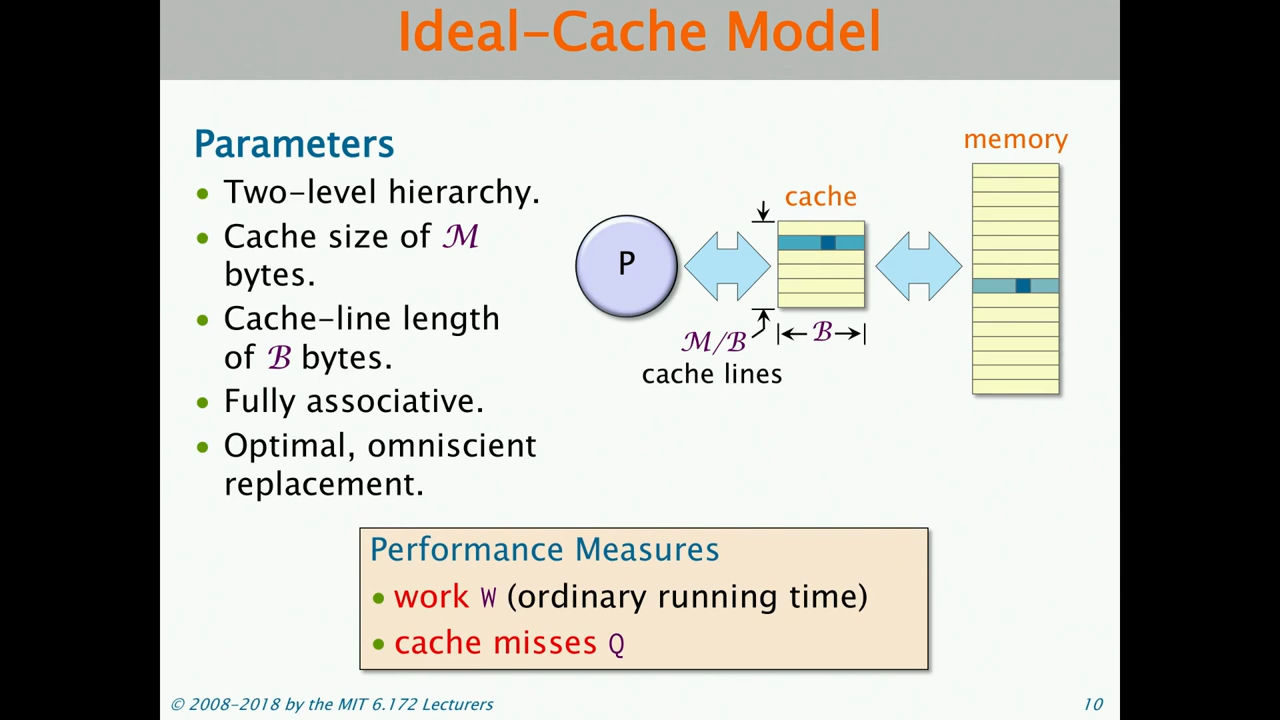 Ideal–Cache Model
Parameters
• Two–level hierarchy.
• Cache size of ℳ
bytes.
• Cache–line length
of ℬ bytes.
• Fully associative.
• Optimal, omniscient
replacement.
memory
cache
P
ℳ/ℬ
cache lines
ℬ
Performance Measures
• work W (ordinary running time)
• cache misses Q
© 2008–2018 by the MIT 6.172 Lecturers
10